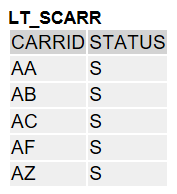 LT_SCARR
CARRID STATUS
AA S
AB S
AC S
AF S
AZ S